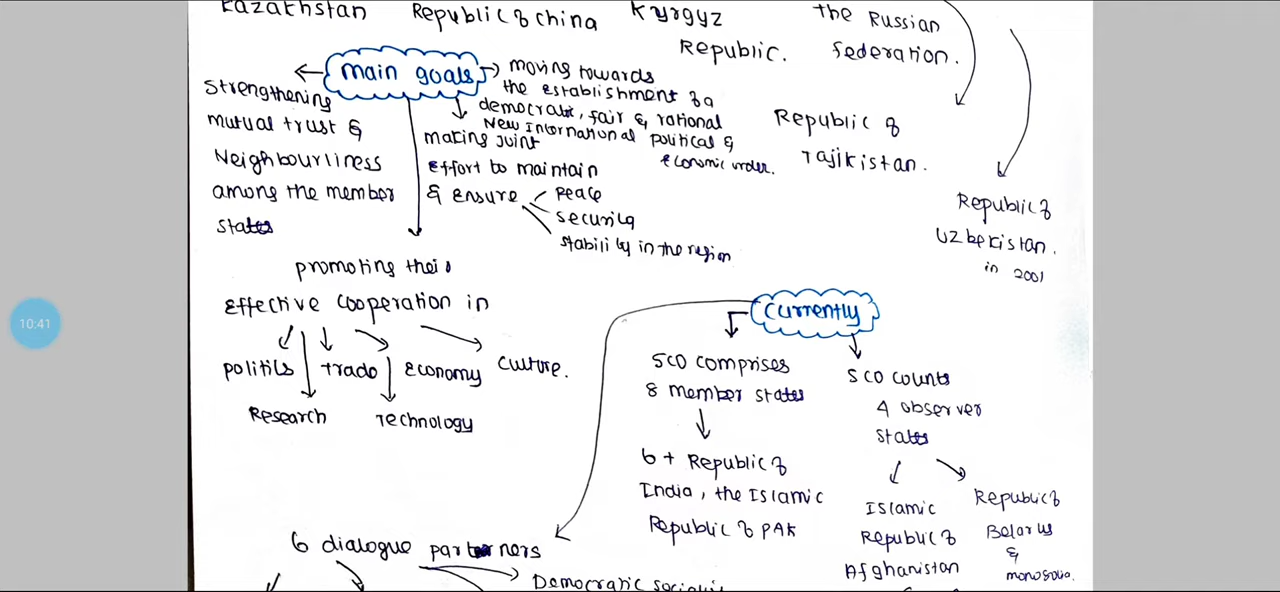 Kazakhstan
Republic of China
Kyrgyz
Republic.
the Russian
Federation.
Republic of
Tajikistan.
Republic of
Uzbekistan.
in 2001
main goals
Strengthening
mutual trust &
Neighbourliness
among the member
states
moving towards
the establishment of a
democratic, fair & rational
New International political &
economic order.
making joint
effort to maintain
& ensure
peace
security
stability in the region
promoting their
effective cooperation in
politics
trade
economy
culture.
Research
Technology
10:41
currently
SCO comprises
8 member states
6 + Republic of
India, the Islamic
Republic of PAK
SCO counts
4 observer
states
Islamic
Republic of
Afghanistan
Republic of
Belarus
&
mongolia.
6 dialogue partners
Democratic socialis